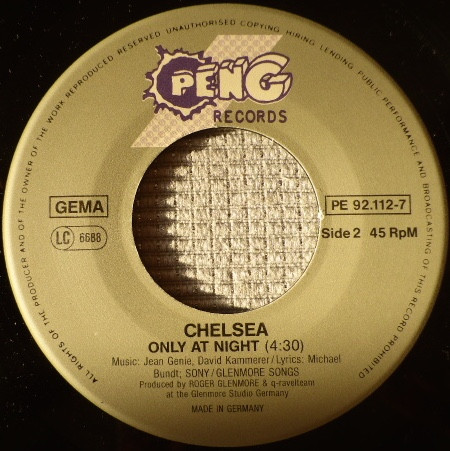 ALL RIGHTS OF THE PRODUCER AND OF THE OWNER OF THE WORK REPRODUCED RESERVED UNAUTHORISED COPYING, HIRING, LENDING, PUBLIC PERFORMANCE AND BROADCASTING OF THIS RECORD PROHIBITED
PENG
RECORDS
GEMA
LC 6688
PE 92.112-7
Side 2 45 RpM
CHELSEA
ONLY AT NIGHT (4:30)
Music: Jean Genie, David Kammerer/Lyrics: Michael
Bundt; SONY/GLENMORE SONGS
Produced by ROGER GLENMORE & q-ravelteam
at the Glenmore Studio Germany
MADE IN GERMANY